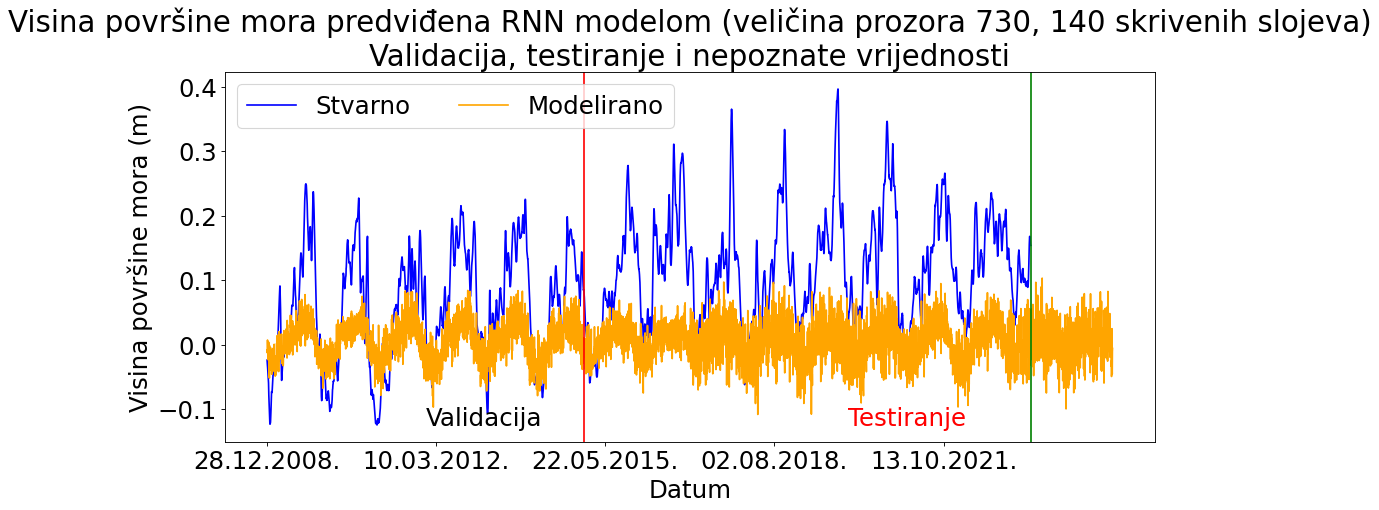 Visina površine mora predviđena RNN modelom (veličina prozora 730, 140 skrivenih slojeva)
Validacija, testiranje i nepoznate vrijednosti
Stvarno
Modelirano
Visina površine mora (m)
0.4
0.3
0.2
0.1
0.0
−0.1
Validacija
Testiranje
28.12.2008.
10.03.2012.
22.05.2015.
02.08.2018.
13.10.2021.
Datum